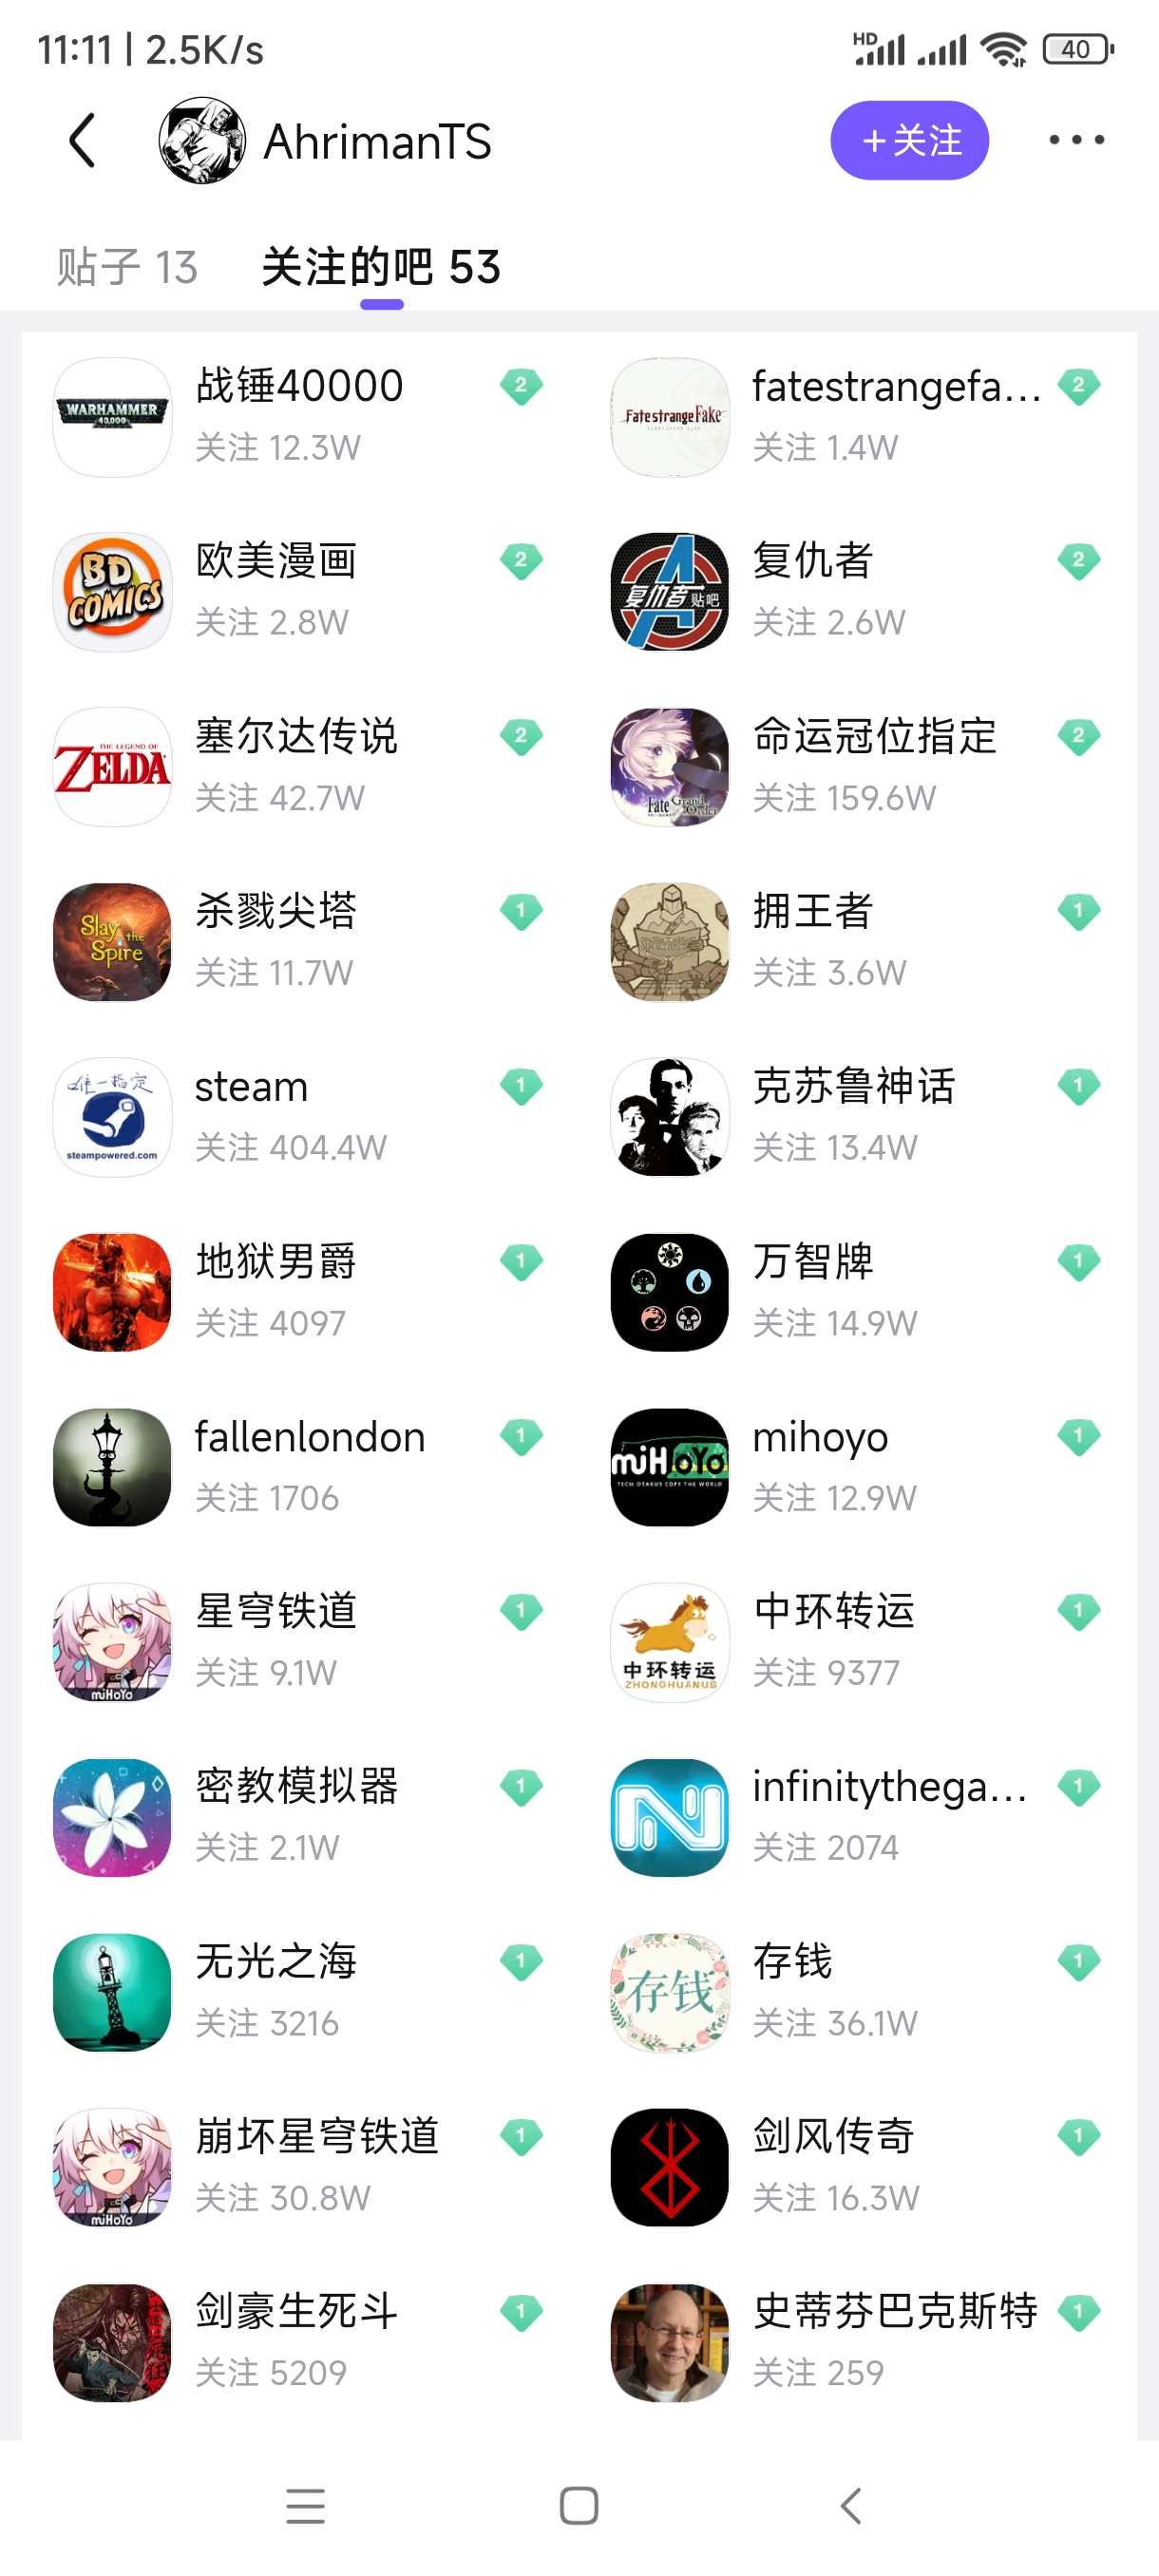 11:11 | 2.5K/s
HD
40
AhrimanTS
+关注
贴子 13
关注的吧 53
WARHAMMER
40,000
战锤40000
2
关注 12.3W
Fate strange Fake
fatestrangefa...
2
关注 1.4W
BD
COMICS
欧美漫画
2
关注 2.8W
复仇者贴吧
复仇者
2
关注 2.6W
THE LEGEND OF
ZELDA
塞尔达传说
2
关注 42.7W
Fate Grand Order
命运冠位指定
2
关注 159.6W
Slay the
Spire
杀戮尖塔
1
关注 11.7W
拥王者
1
关注 3.6W
唯一指定
steampowered.com
steam
1
关注 404.4W
克苏鲁神话
1
关注 13.4W
地狱男爵
1
关注 4097
万智牌
1
关注 14.9W
fallenlondon
1
关注 1706
miHoYo
TECH OTAKUS COPY THE WORLD
mihoyo
1
关注 12.9W
miHoYo
星穹铁道
1
关注 9.1W
中环转运
ZHONGHUANUS
中环转运
1
关注 9377
密教模拟器
1
关注 2.1W
N
infinitythega...
1
关注 2074
无光之海
1
关注 3216
存钱
存钱
1
关注 36.1W
miHoYo
崩坏星穹铁道
1
关注 30.8W
剑风传奇
1
关注 16.3W
剑豪生死斗
1
关注 5209
史蒂芬巴克斯特
1
关注 259